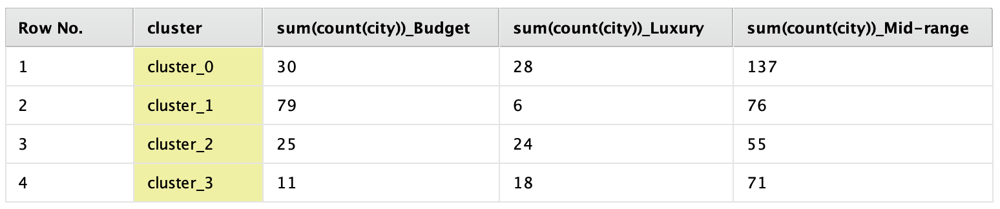 Row No. cluster sum(count(city))_Budget sum(count(city))_Luxury sum(count(city))_Mid-range
1 cluster_0 30 28 137
2 cluster_1 79 6 76
3 cluster_2 25 24 55
4 cluster_3 11 18 71